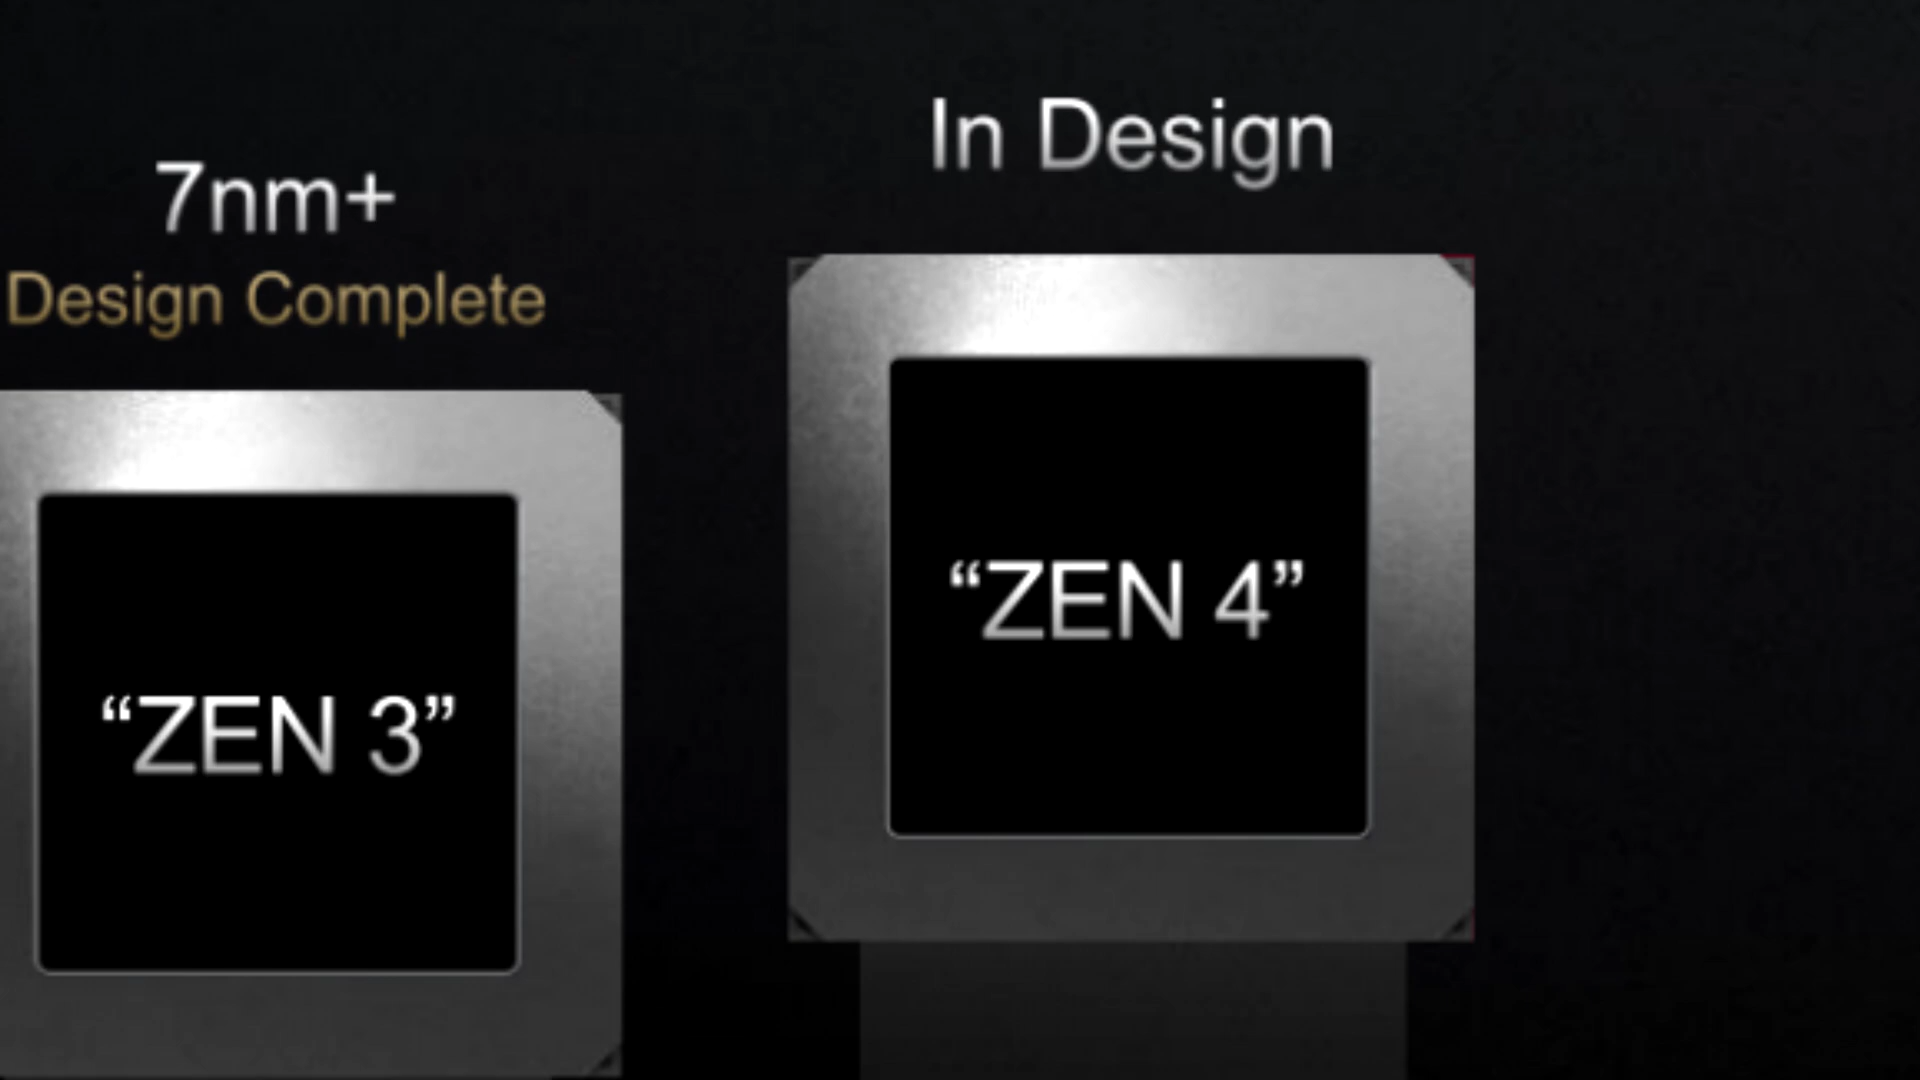 7nm+
Design Complete
“ZEN 3”
In Design
“ZEN 4”